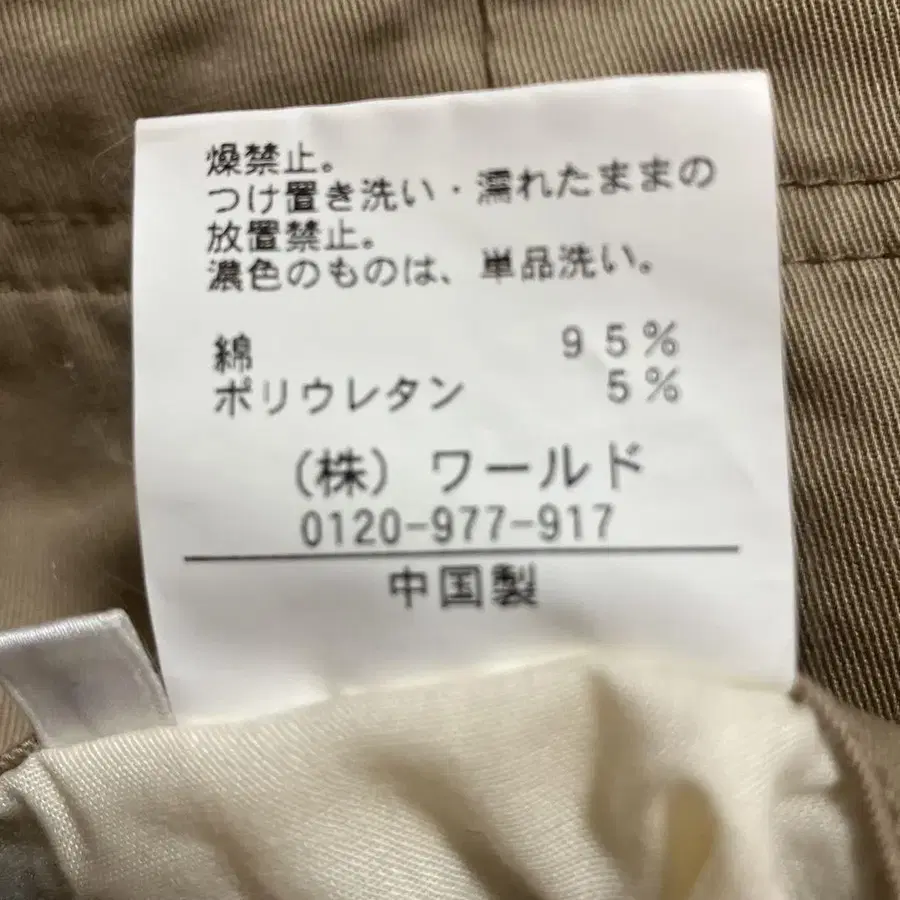 燥禁止。
つけ置き洗い・濡れたままの
放置禁止。
濃色のものは、単品洗い。
綿 95%
ポリウレタン 5%
(株) ワールド
0120-977-917
中国製